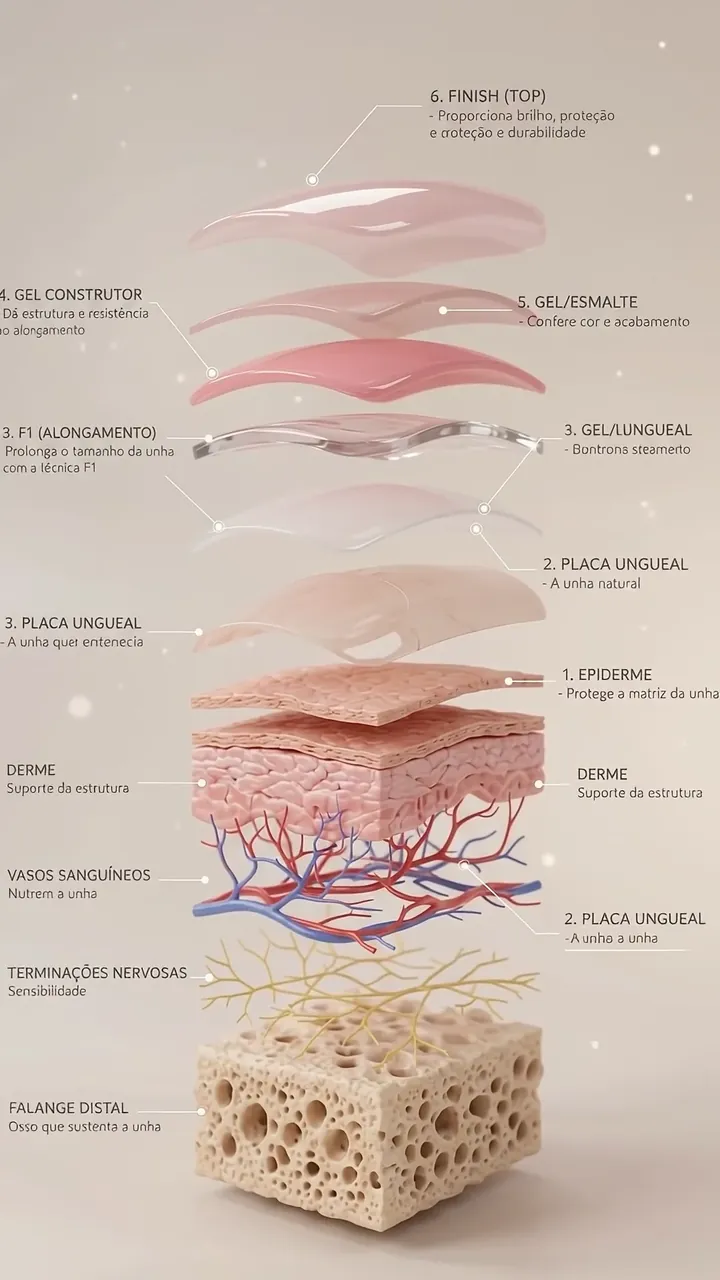 6. FINISH (TOP)
- Proporciona brilho, proteção
e croteção e durabilidade
4. GEL CONSTRUTOR
Dá estrutura e resistência
ao alongamento
5. GEL/ESMALTE
- Confere cor e acabamento
3. F1 (ALONGAMENTO)
Prolonga o tamanho da unha
com a técnica F1
3. GEL/LUNGUEAL
- Bontrons steamerto
2. PLACA UNGUEAL
- A unha natural
3. PLACA UNGUEAL
- A unha quer entenecia
1. EPIDERME
- Protege a matriz da unha
DERME
Suporte da estrutura
DERME
Suporte da estrutura
VASOS SANGUÍNEOS
Nutrem a unha
2. PLACA UNGUEAL
-A unha a unha
TERMINAÇÕES NERVOSAS
Sensibilidade
FALANGE DISTAL
Osso que sustenta a unha